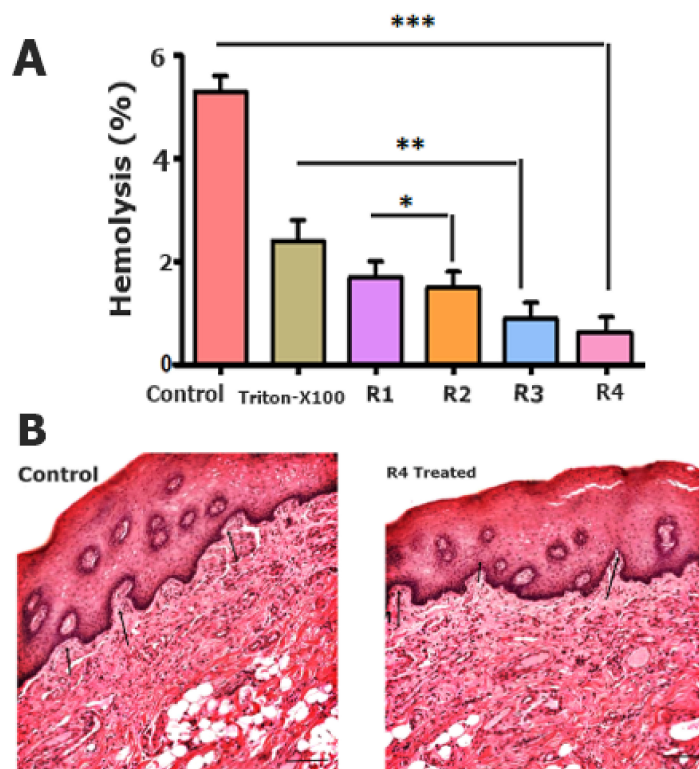 A
***
6
**
4
*
2
0
Hemolysis (%)
Control Triton-X100 R1 R2 R3 R4
B
Control
R4 Treated